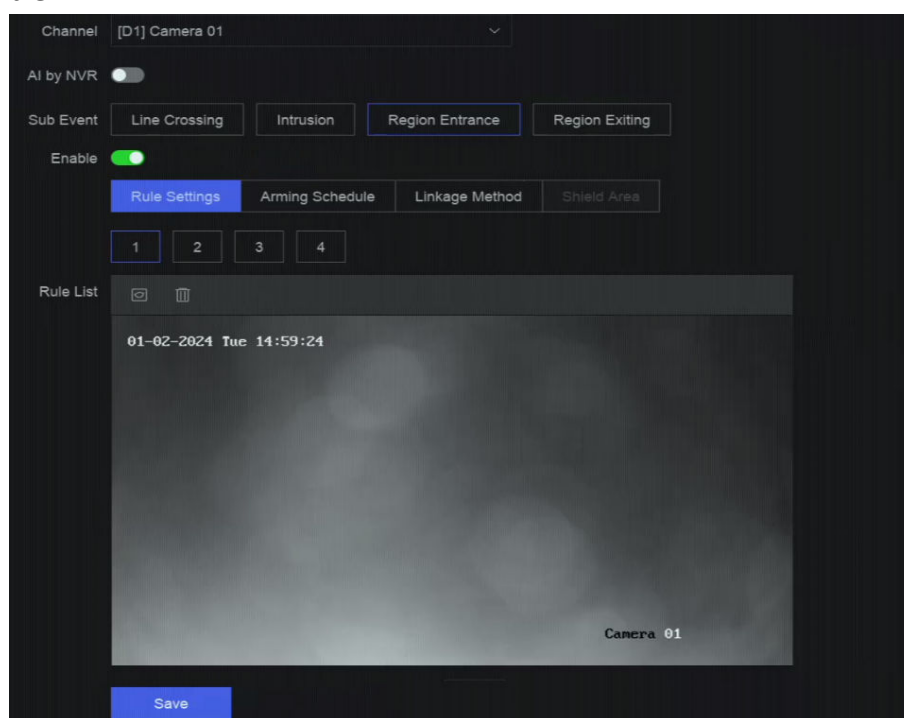 Channel [D1] Camera 01
AI by NVR
Sub Event Line Crossing Intrusion Region Entrance Region Exiting
Enable
Rule Settings Arming Schedule Linkage Method Shield Area
1 2 3 4
Rule List
01-02-2024 Tue 14:59:24
Camera 01
Save